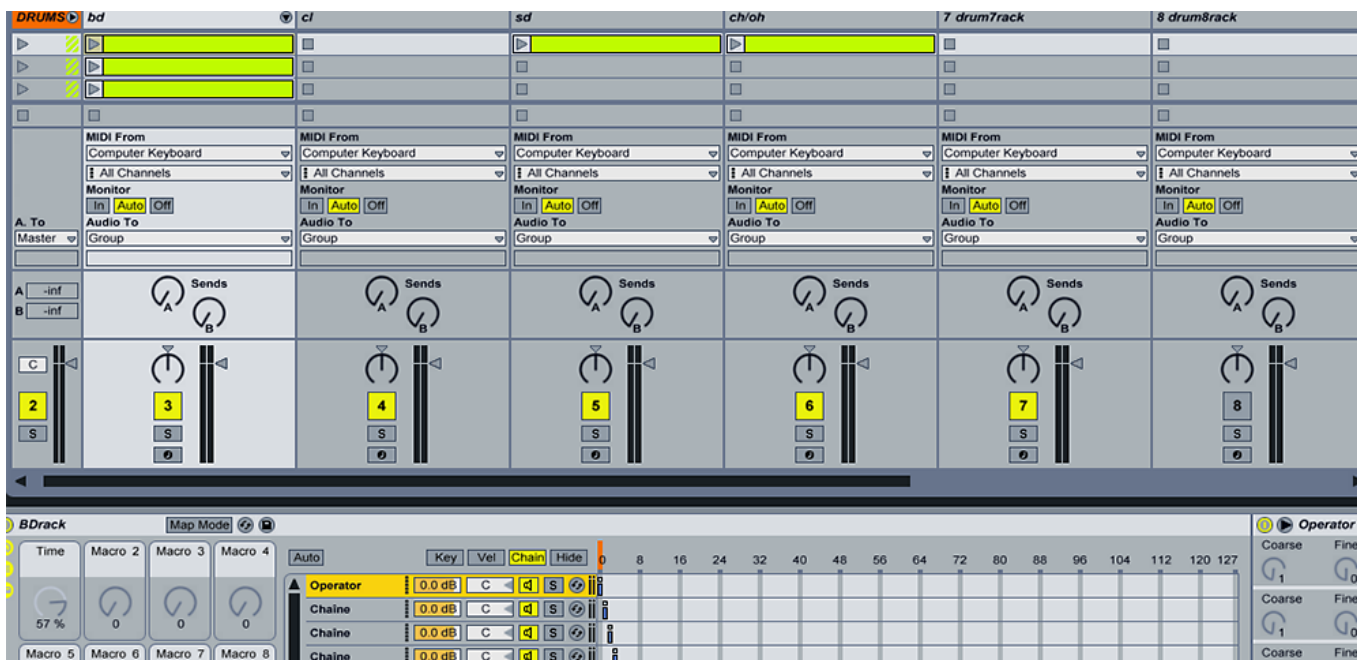 DRUMS bd cl sd ch/oh 7 drum7rack 8 drum8rack
MIDI From MIDI From MIDI From MIDI From MIDI From MIDI From
Computer Keyboard Computer Keyboard Computer Keyboard Computer Keyboard Computer Keyboard Computer Keyboard
All Channels All Channels All Channels All Channels All Channels All Channels
Monitor Monitor Monitor Monitor Monitor Monitor
In Auto Off In Auto Off In Auto Off In Auto Off In Auto Off In Auto Off
A. To Audio To Audio To Audio To Audio To Audio To Audio To
Master Group Group Group Group Group Group
Sends Sends Sends Sends Sends Sends
A -inf A A A A A A
B -inf B B B B B B
C
2 3 4 5 6 7 8
S S S S S S S
BDrack Map Mode Operator
Time Macro 2 Macro 3 Macro 4 Auto Key Vel Chain Hide 0 8 16 24 32 40 48 56 64 72 80 88 96 104 112 120 127 Coarse Fine
Operator 0.0 dB C S 1 0
Chaîne 0.0 dB C S Coarse Fine
57 % 0 0 0 Chaîne 0.0 dB C S 1 0
Macro 5 Macro 6 Macro 7 Macro 8 Chaîne 0.0 dB C S Coarse Fine